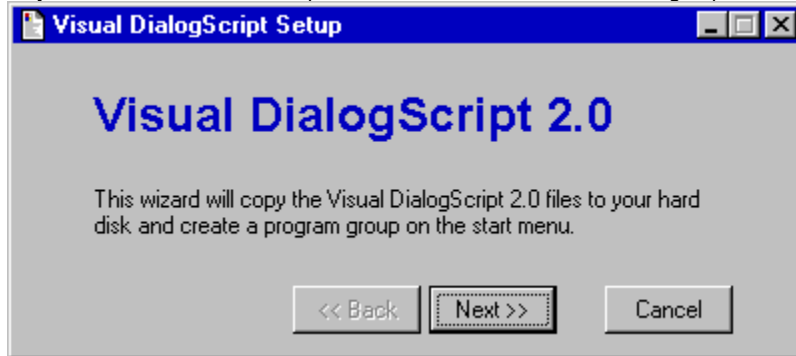 Visual DialogScript Setup
Visual DialogScript 2.0
This wizard will copy the Visual DialogScript 2.0 files to your hard
disk and create a program group on the start menu.
<< Back
Next >>
Cancel